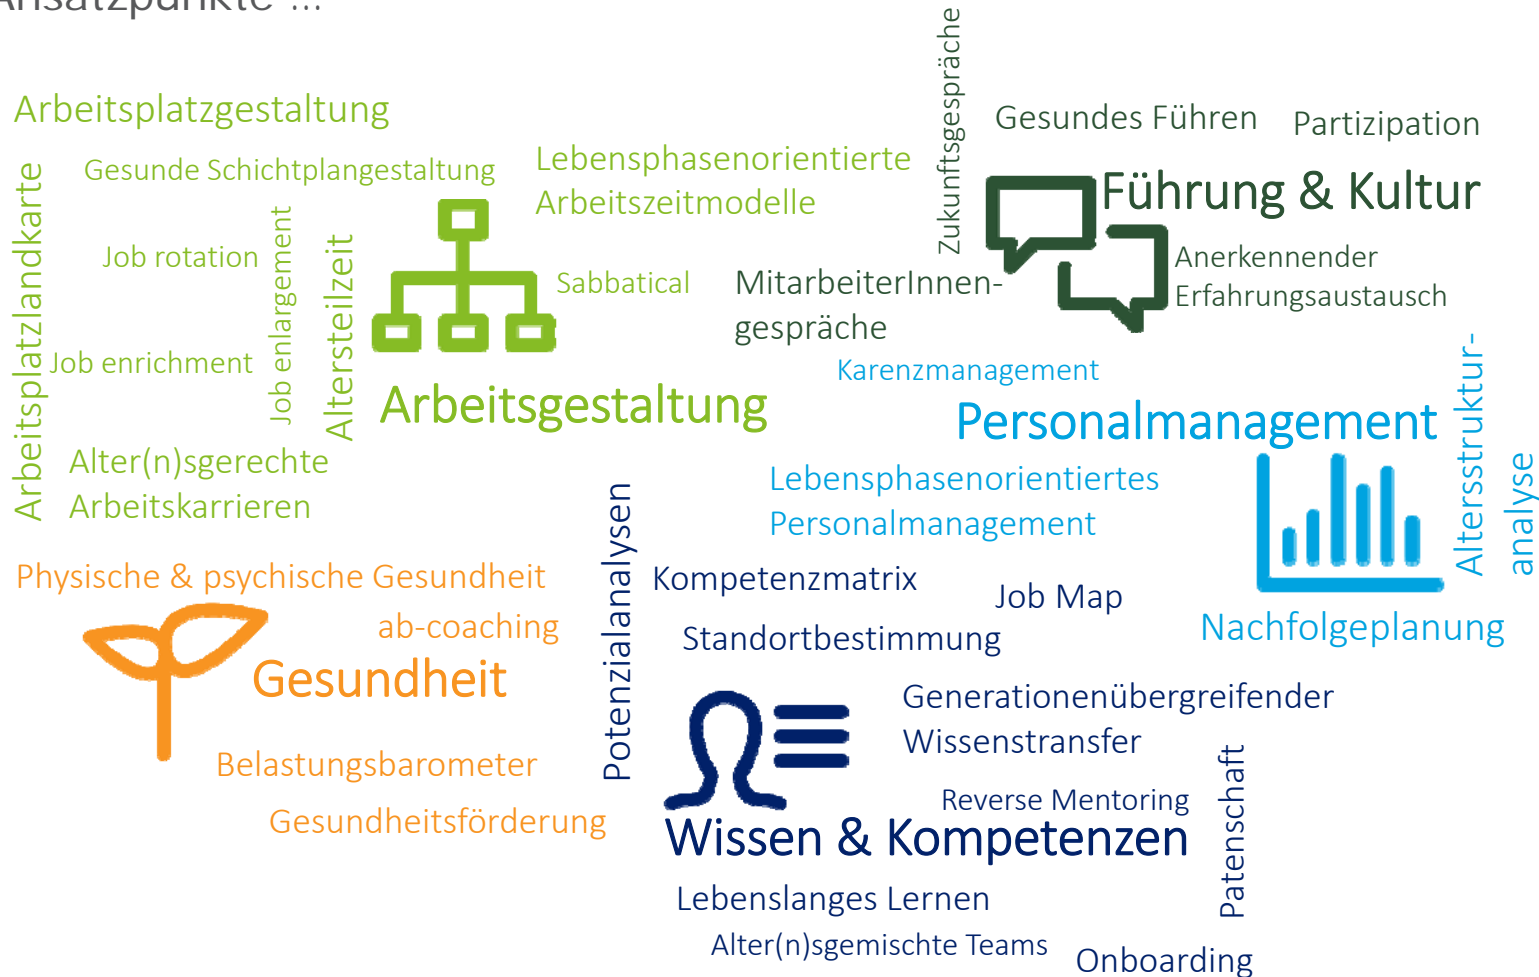 Ansatzpunkte ...
Arbeitsplatzgestaltung
Gesunde Schichtplangestaltung
Lebensphasenorientierte
Arbeitszeitmodelle
Arbeitsplatzlandkarte
Job rotation
Job enlargement
Altersteilzeit
Sabbatical
Job enrichment
Arbeitsgestaltung
Alter(n)sgerechte
Arbeitskarrieren
Zukunftsgespräche
Gesundes Führen
Partizipation
Führung & Kultur
Anerkennender
Erfahrungsaustausch
MitarbeiterInnen-
gespräche
Karenzmanagement
Personalmanagement
Altersstruktur-
analyse
Lebensphasenorientiertes
Personalmanagement
Nachfolgeplanung
Physische & psychische Gesundheit
ab-coaching
Gesundheit
Belastungsbarometer
Gesundheitsförderung
Potenzialanalysen
Kompetenzmatrix
Job Map
Standortbestimmung
Generationenübergreifender
Wissenstransfer
Reverse Mentoring
Patenschaft
Wissen & Kompetenzen
Lebenslanges Lernen
Alter(n)sgemischte Teams
Onboarding